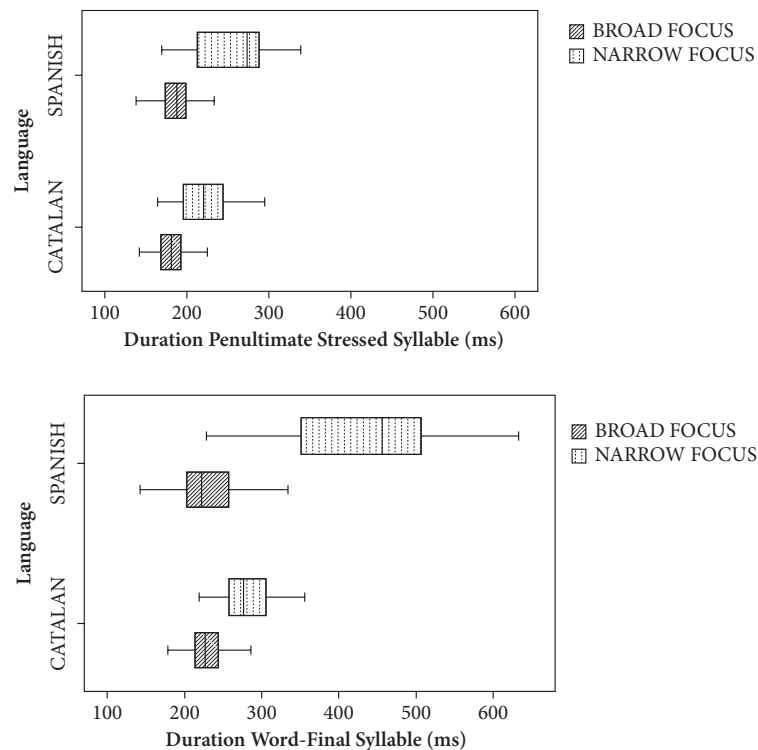 BROAD FOCUS
NARROW FOCUS
Language
SPANISH
CATALAN
100 200 300 400 500 600
Duration Penultimate Stressed Syllable (ms)
BROAD FOCUS
NARROW FOCUS
Language
SPANISH
CATALAN
100 200 300 400 500 600
Duration Word-Final Syllable (ms)